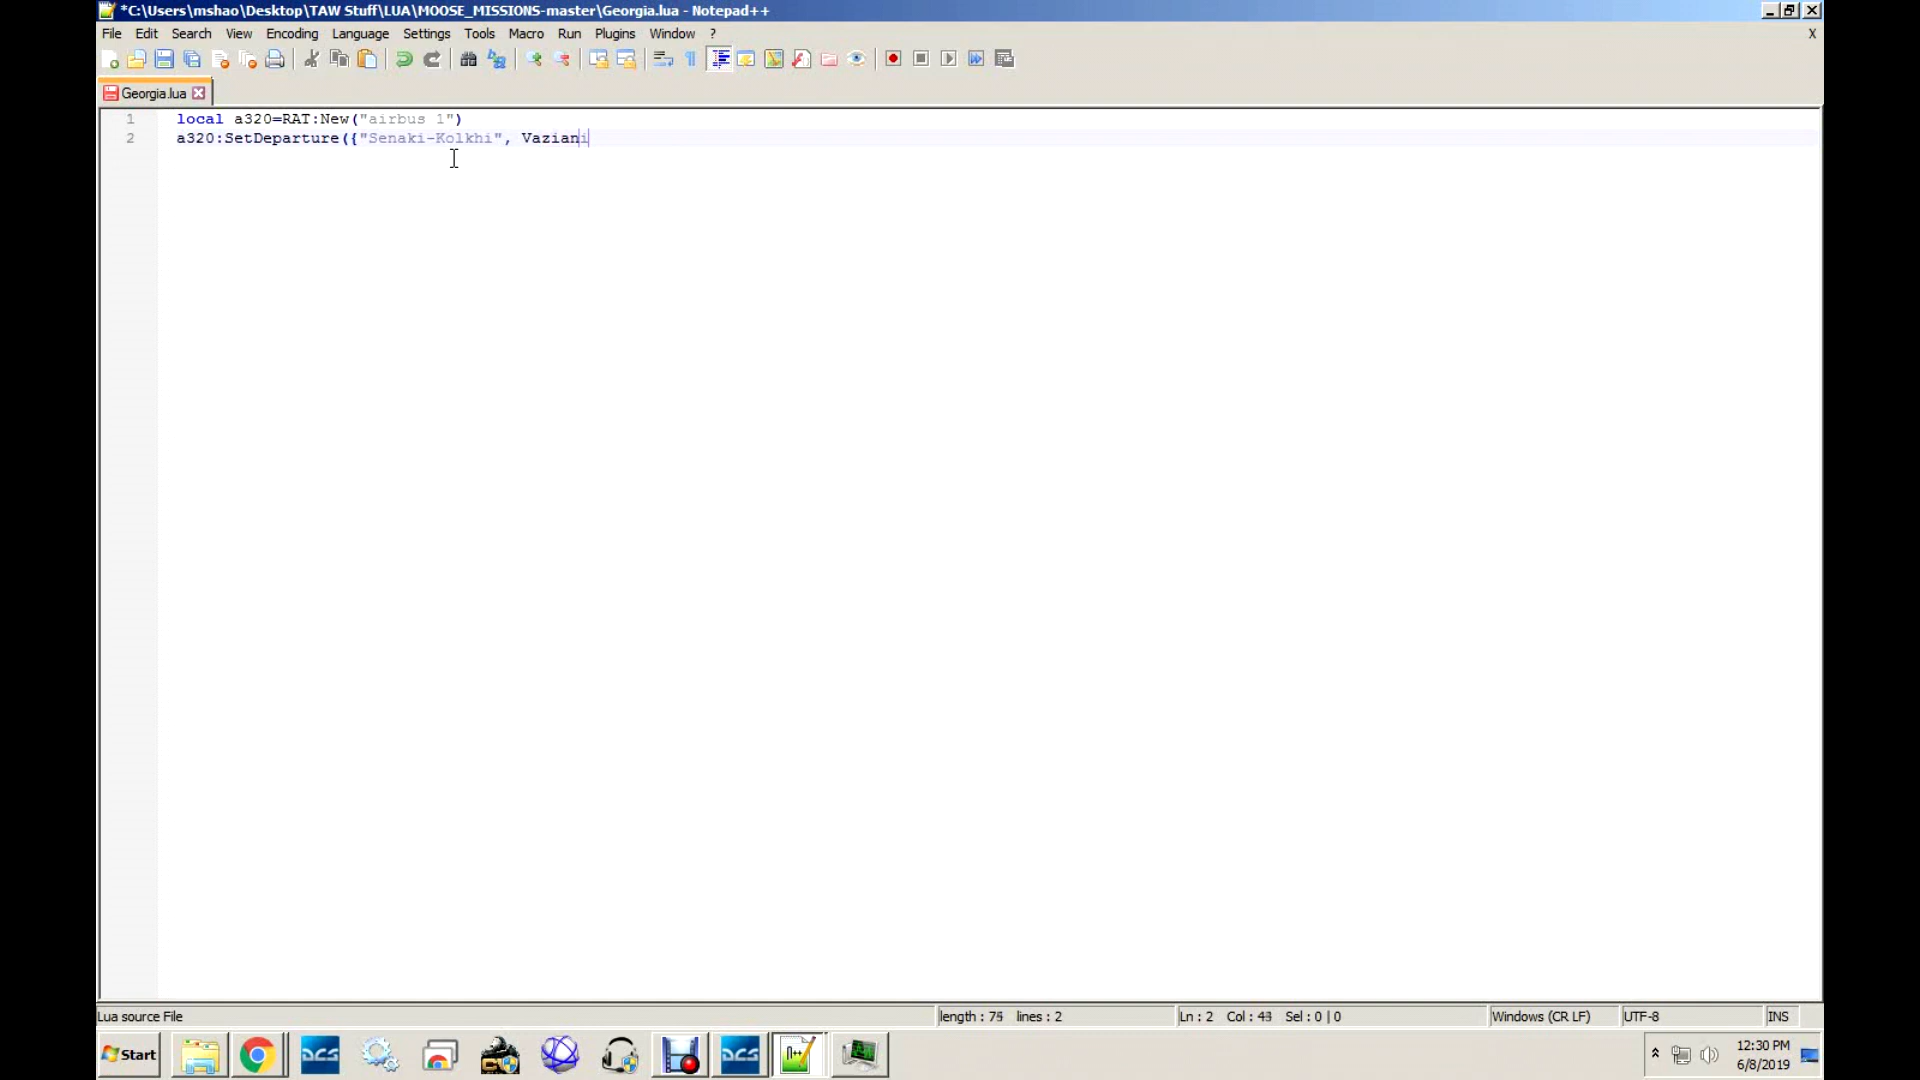 *C:\Users\mshao\Desktop\TAW Stuff\LUA\MOOSE_MISSIONS-master\Georgia.lua - Notepad++
File Edit Search View Encoding Language Settings Tools Macro Run Plugins Window ? X
Georgia.lua
1 local a320=RAT:New("airbus 1")
2 a320:SetDeparture({"Senaki-Kolkhi", Vaziani
Lua source File length : lines : 2 Ln : 2 Col : Sel : 0 | 0 Windows (CR LF) UTF-8 INS
Start DCS DCS n++ 12:30 PM
6/8/2019